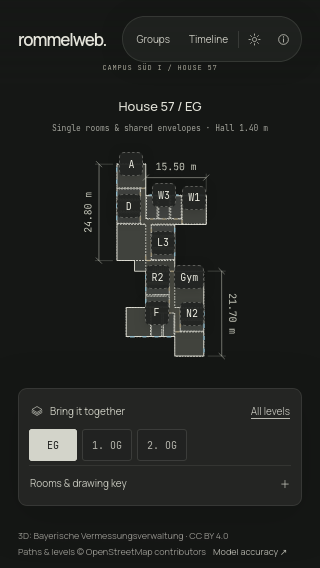 rommelweb.
Groups Timeline
CAMPUS SÜD I / HOUSE 57
House 57 / EG
Single rooms & shared envelopes · Hall 1.40 m
A
15.50 m
W3
W1
D
24.80 m
L3
R2
Gym
F
N2
21.70 m
Bring it together
All levels
EG
1. OG
2. OG
Rooms & drawing key
3D: Bayerische Vermessungsverwaltung · CC BY 4.0
Paths & levels © OpenStreetMap contributors Model accuracy ↗